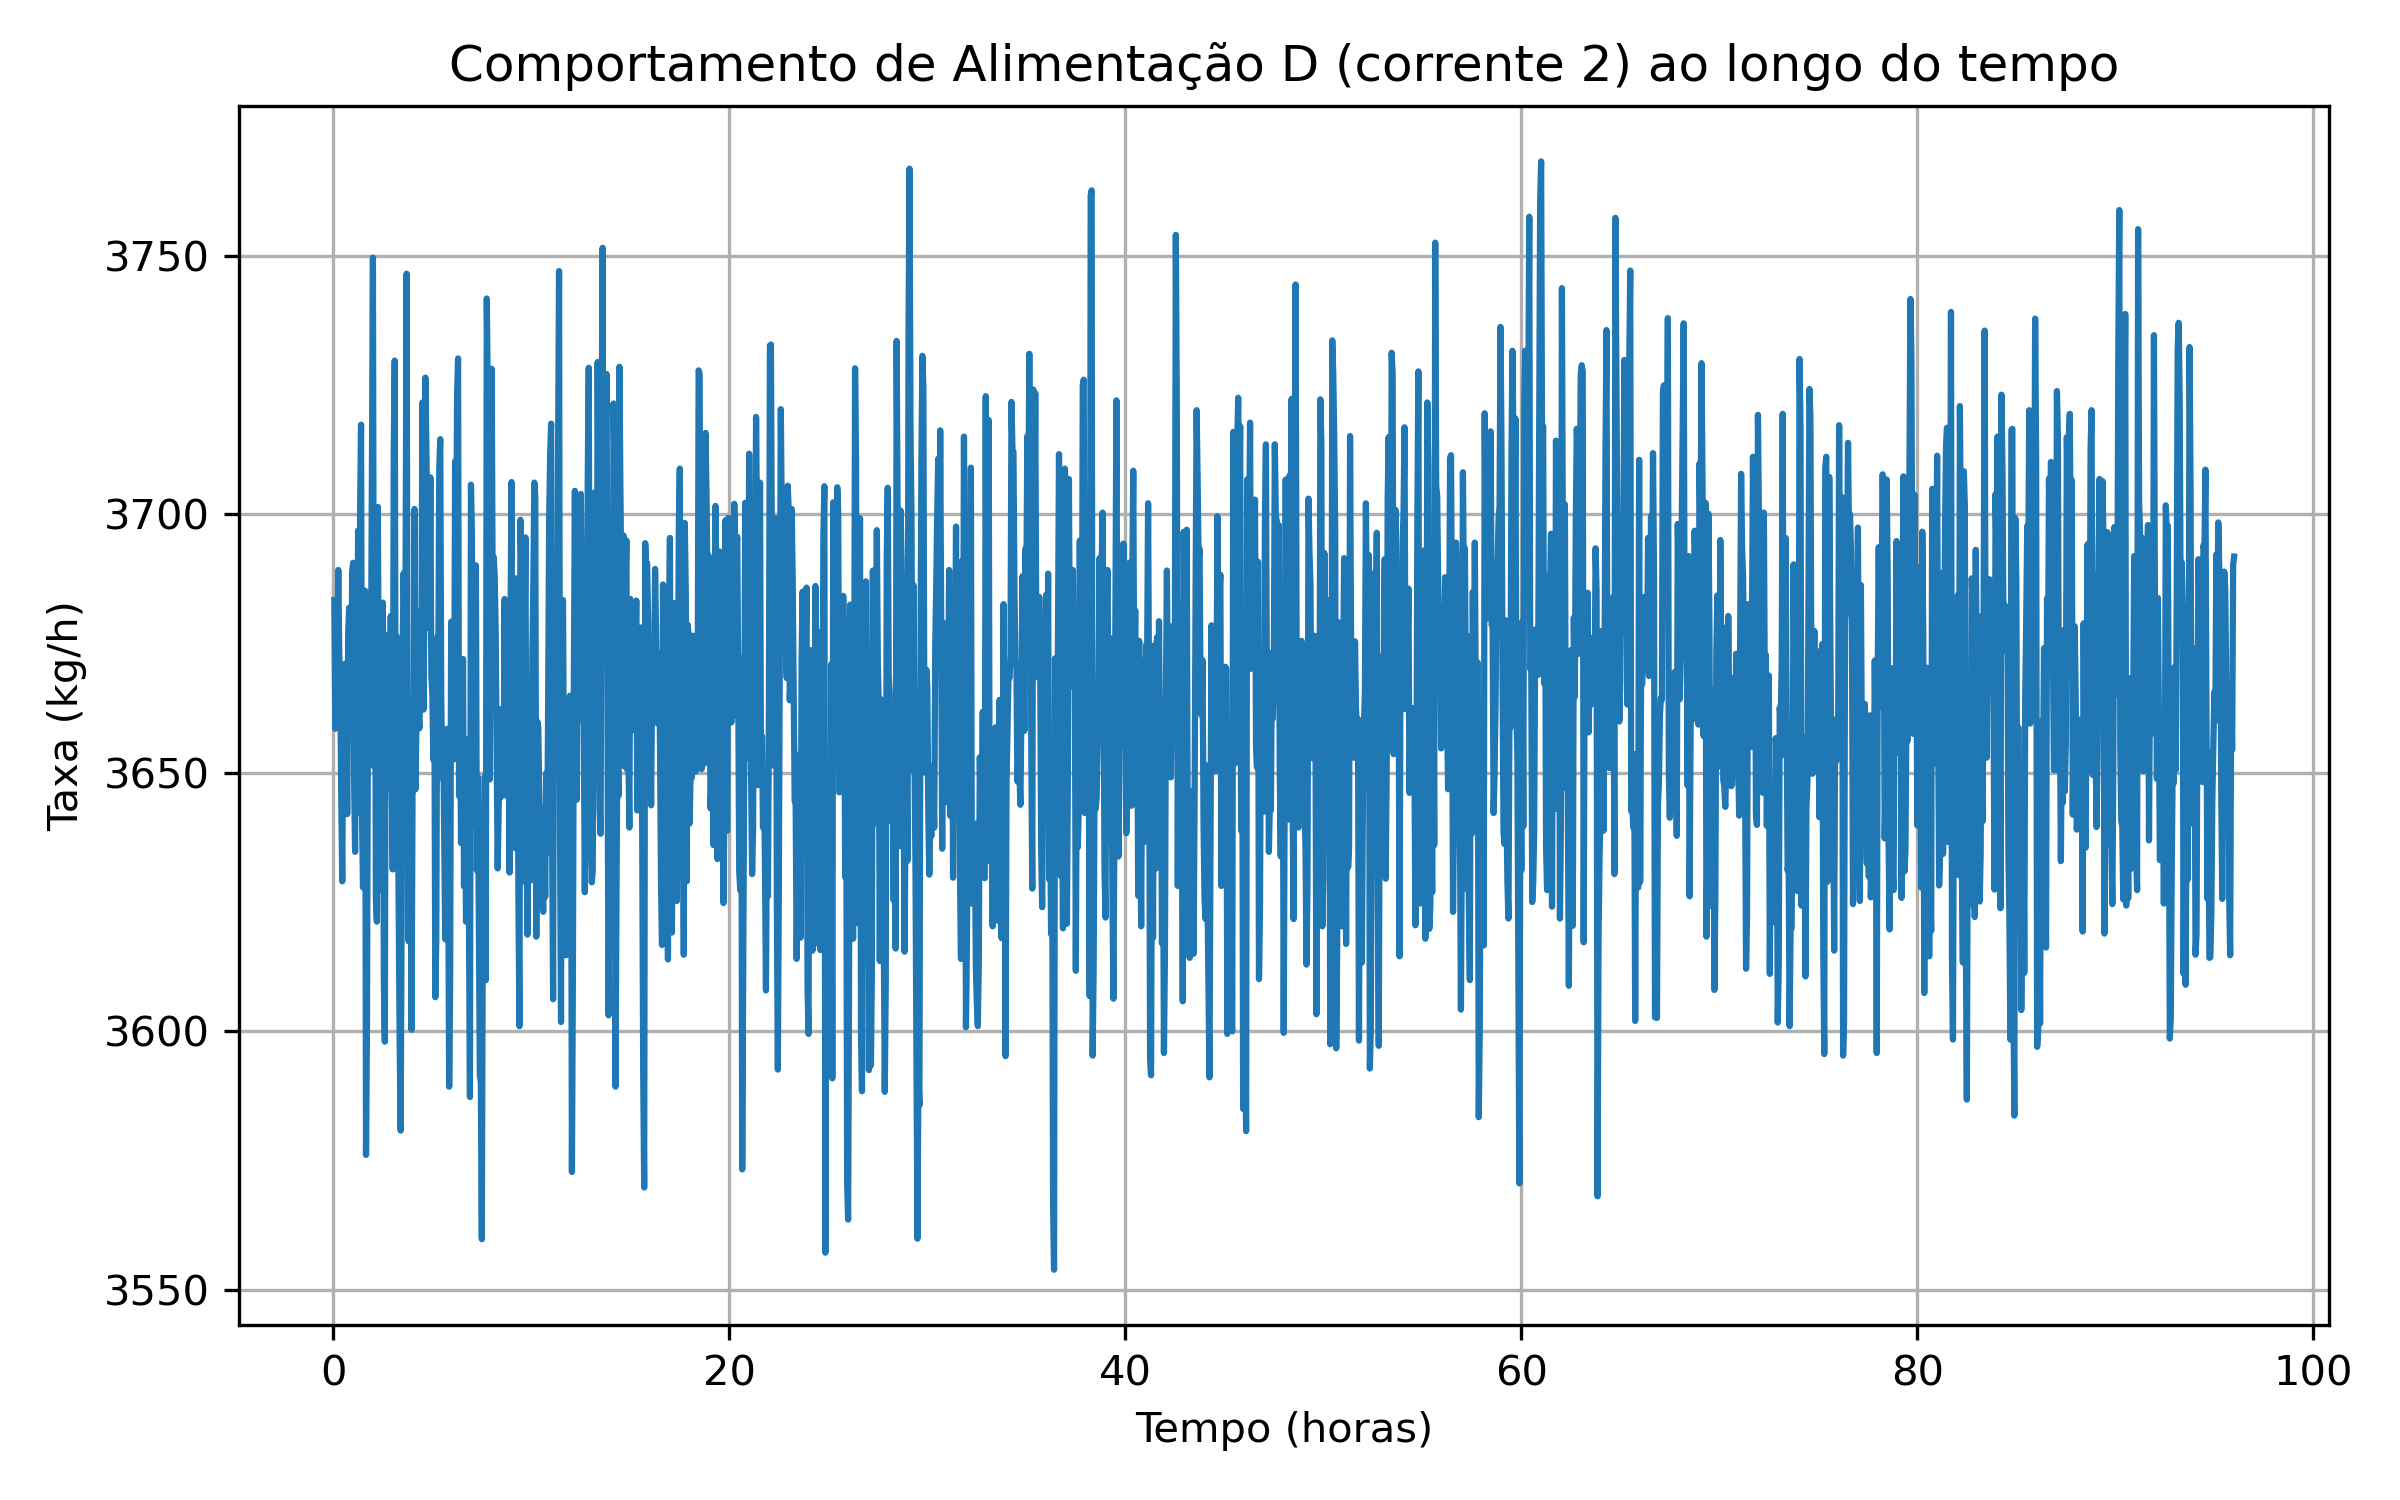 Comportamento de Alimentação D (corrente 2) ao longo do tempo
Taxa (kg/h)
3750
3700
3650
3600
3550
0 20 40 60 80 100
Tempo (horas)